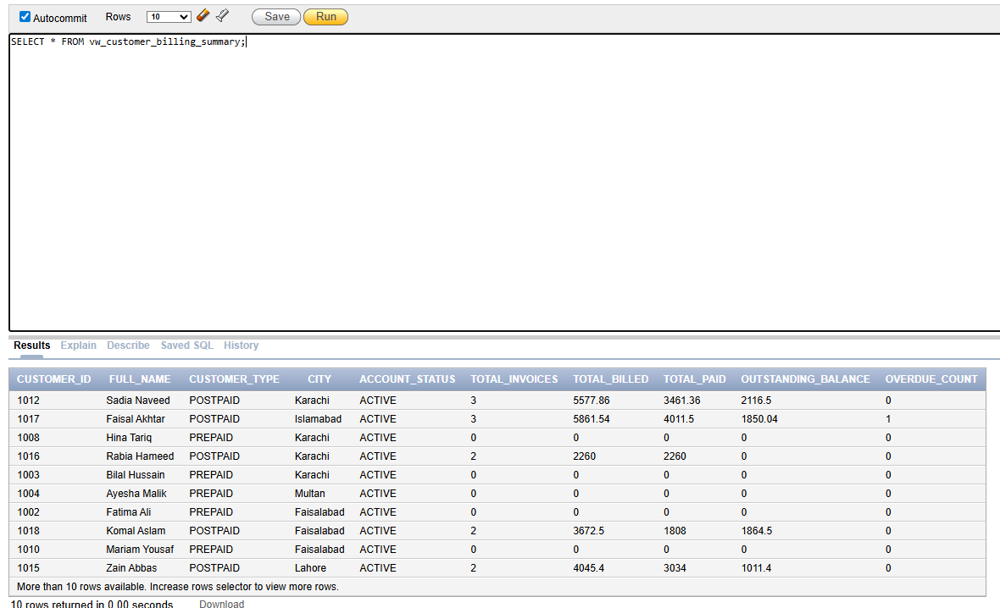 Autocommit Rows 10 Save Run
SELECT * FROM vw_customer_billing_summary;
Results Explain Describe Saved SQL History
CUSTOMER_ID FULL_NAME CUSTOMER_TYPE CITY ACCOUNT_STATUS TOTAL_INVOICES TOTAL_BILLED TOTAL_PAID OUTSTANDING_BALANCE OVERDUE_COUNT
1012 Sadia Naveed POSTPAID Karachi ACTIVE 3 5577.86 3461.36 2116.5 0
1017 Faisal Akhtar POSTPAID Islamabad ACTIVE 3 5861.54 4011.5 1850.04 1
1008 Hina Tariq PREPAID Karachi ACTIVE 0 0 0 0 0
1016 Rabia Hameed POSTPAID Karachi ACTIVE 2 2260 2260 0 0
1003 Bilal Hussain PREPAID Karachi ACTIVE 0 0 0 0 0
1004 Ayesha Malik PREPAID Multan ACTIVE 0 0 0 0 0
1002 Fatima Ali PREPAID Faisalabad ACTIVE 0 0 0 0 0
1018 Komal Aslam POSTPAID Faisalabad ACTIVE 2 3672.5 1808 1864.5 0
1010 Mariam Yousaf PREPAID Faisalabad ACTIVE 0 0 0 0 0
1015 Zain Abbas POSTPAID Lahore ACTIVE 2 4045.4 3034 1011.4 0
More than 10 rows available. Increase rows selector to view more rows.
10 rows returned in 0.00 seconds Download